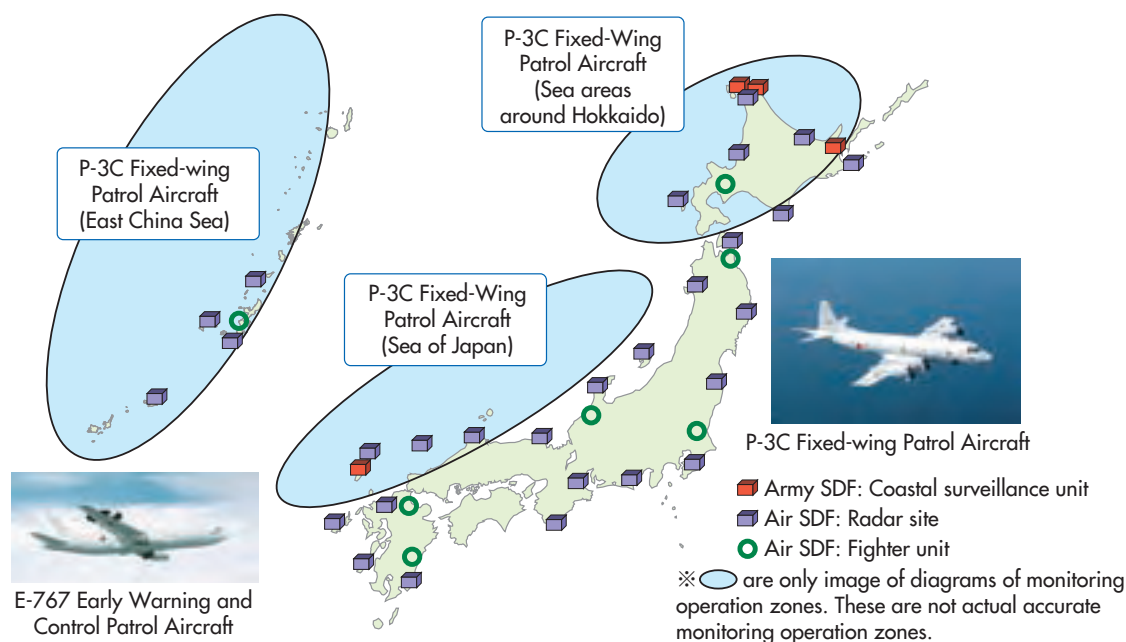 P-3C Fixed-Wing
Patrol Aircraft
(Sea areas
around Hokkaido)
P-3C Fixed-wing
Patrol Aircraft
(East China Sea)
P-3C Fixed-Wing
Patrol Aircraft
(Sea of Japan)
P-3C Fixed-wing Patrol Aircraft
Army SDF: Coastal surveillance unit
Air SDF: Radar site
Air SDF: Fighter unit
※ are only image of diagrams of monitoring
operation zones. These are not actual accurate
monitoring operation zones.
E-767 Early Warning and
Control Patrol Aircraft